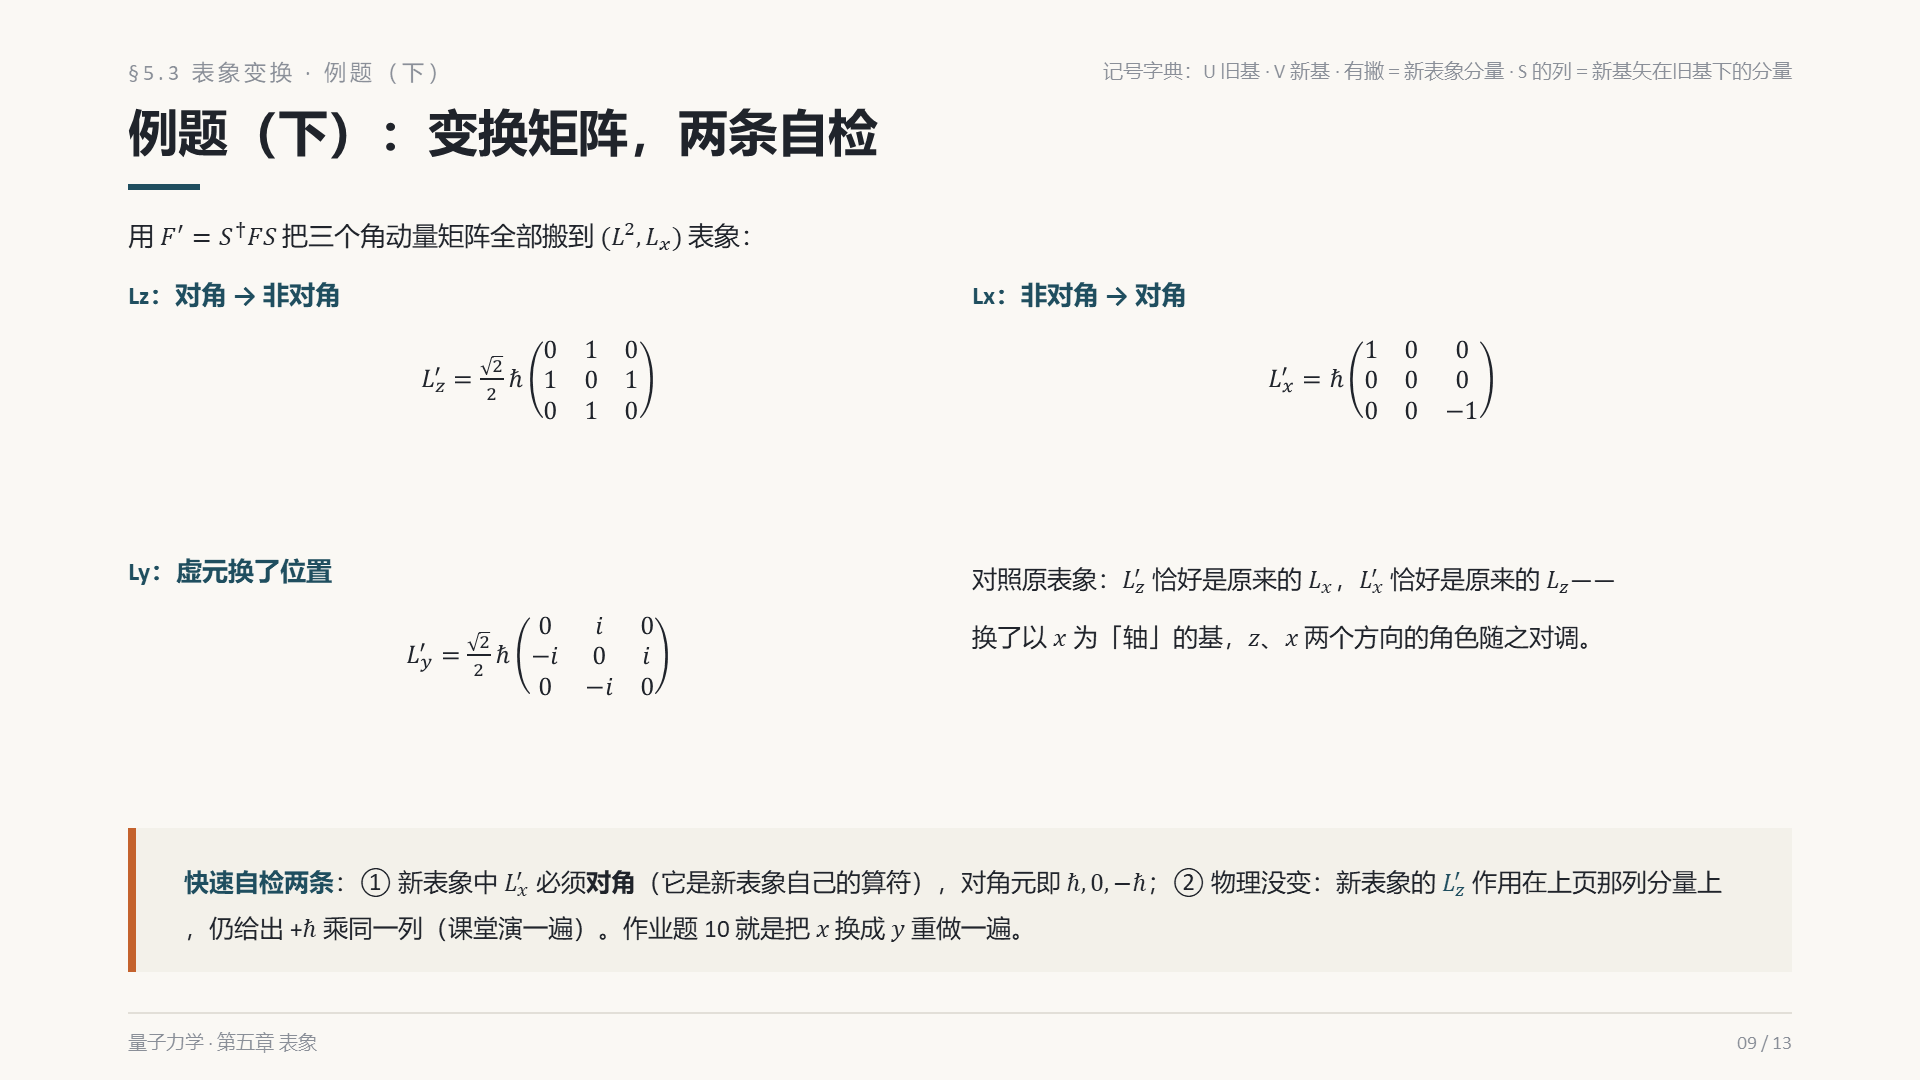 §5.3 表象变换 · 例题（下）
记号字典：U 旧基 · V 新基 · 有撇 = 新表象分量 · S 的列 = 新基矢在旧基下的分量
例题（下）：变换矩阵，两条自检
用 F′ = S†FS 把三个角动量矩阵全部搬到 (L², Lₓ) 表象：
Lz：对角 → 非对角
L′_z = √2/2 ħ (0 1 0; 1 0 1; 0 1 0)
Lx：非对角 → 对角
L′_x = ħ (1 0 0; 0 0 0; 0 0 −1)
Ly：虚元换了位置
L′_y = √2/2 ħ (0 i 0; −i 0 i; 0 −i 0)
对照原表象：L′_z 恰好是原来的 L_x，L′_x 恰好是原来的 L_z——
换了以 x 为「轴」的基，z、x 两个方向的角色随之对调。
快速自检两条：① 新表象中 L′_x 必须对角（它是新表象自己的算符），对角元即 ħ, 0, −ħ；② 物理没变：新表象的 L′_z 作用在上页那列分量上
，仍给出 +ħ 乘同一列（课堂演一遍）。作业题 10 就是把 x 换成 y 重做一遍。
量子力学 · 第五章 表象
09 / 13